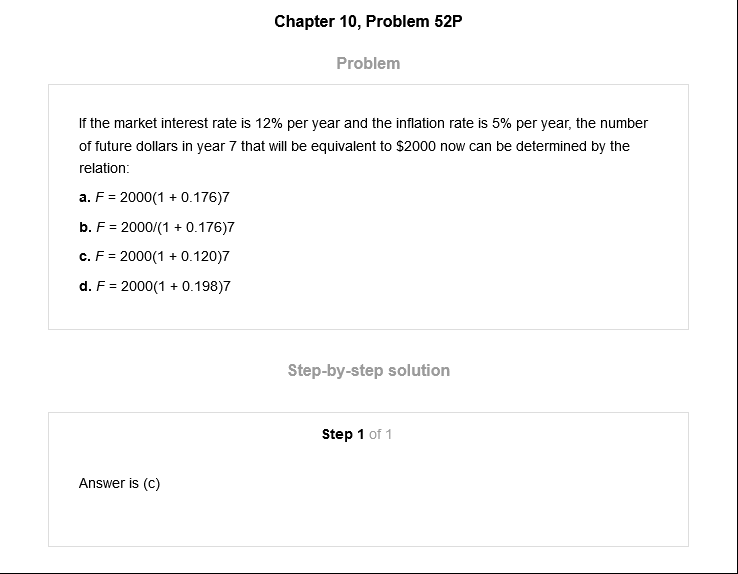 Chapter 10, Problem 52P
Problem
If the market interest rate is 12% per year and the inflation rate is 5% per year, the number
of future dollars in year 7 that will be equivalent to $2000 now can be determined by the
relation:
a. F = 2000(1 + 0.176)7
b. F = 2000/(1 + 0.176)7
c. F = 2000(1 + 0.120)7
d. F = 2000(1 + 0.198)7
Step-by-step solution
Step 1 of 1
Answer is (c)